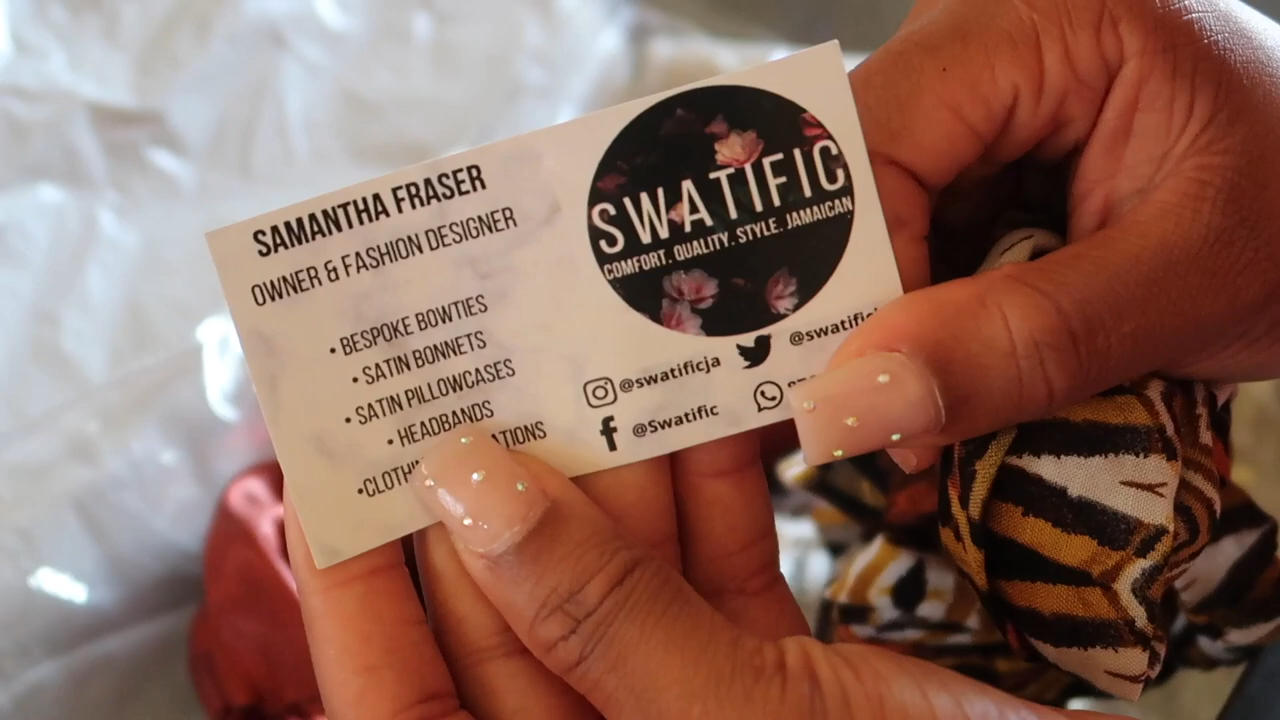 SAMANTHA FRASER
OWNER & FASHION DESIGNER
• BESPOKE BOWTIES
• SATIN BONNETS
• SATIN PILLOWCASES
• HEADBANDS
SWATIFIC
COMFORT. QUALITY. STYLE. JAMAICAN
@swatificja
@Swatific